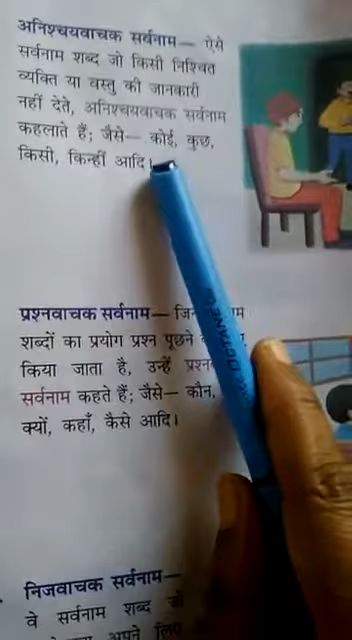 अनिश्चयवाचक सर्वनाम— ऐसे
सर्वनाम शब्द जो किसी निश्चित
व्यक्ति या वस्तु की जानकारी
नहीं देते, अनिश्चयवाचक सर्वनाम
कहलाते हैं; जैसे— कोई, कुछ,
किसी, किन्हीं आदि।
प्रश्नवाचक सर्वनाम—
शब्दों का प्रयोग प्रश्न पूछने
किया जाता है, उन्हें
सर्वनाम कहते हैं; जैसे— कौन,
क्यों, कहाँ, कैसे आदि।
निजवाचक सर्वनाम—
वे सर्वनाम शब्द जो
अपने लिए